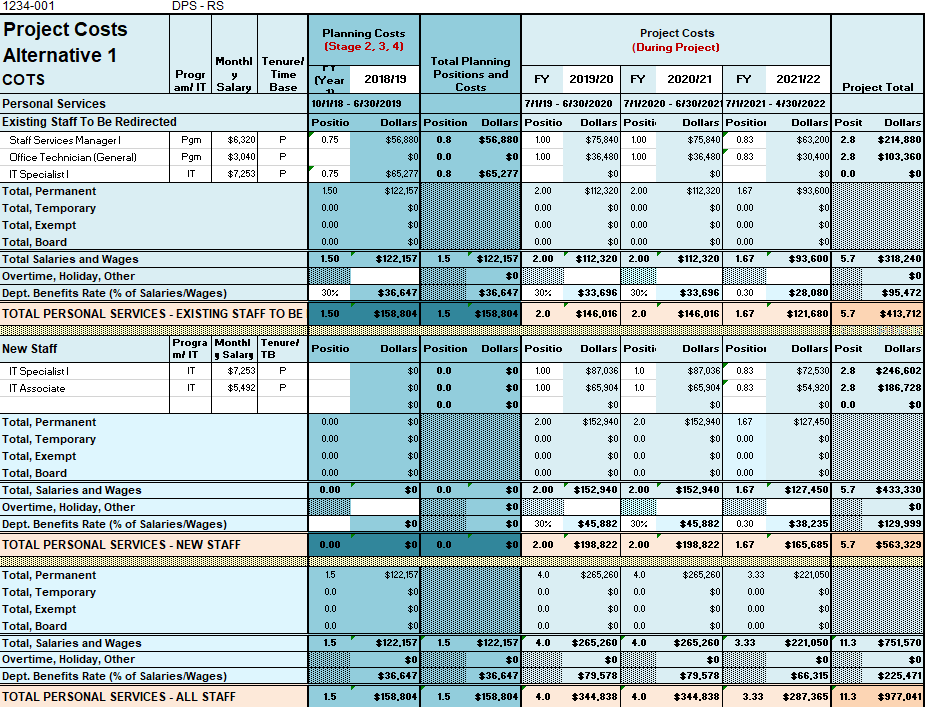 1234-001 DPS - RS
Project Costs
Alternative 1
COTS
Progr am/ IT Monthl y Salary Tenure/ Time Base Planning Costs (Stage 2, 3, 4) FY (Year 1) 2018/19 Total Planning Positions and Costs Project Costs (During Project) FY 2019/20 FY 2020/21 FY 2021/22 Project Total
Personal Services 10/1/18 - 6/30/2019 7/1/19 - 6/30/2020 7/1/2020 - 6/30/2021 7/1/2021 - 4/30/2022
Existing Staff To Be Redirected Positio Dollars Position Dollars Positio Dollars Positi Dollars Position Dollars Posit Dollars
Staff Services Manager I Pgm $6,320 P 0.75 $56,880 0.8 $56,880 1.00 $75,840 1.00 $75,840 0.83 $63,200 2.8 $214,880
Office Technician (General) Pgm $3,040 P $0 0.0 $0 1.00 $36,480 1.00 $36,480 0.83 $30,400 2.8 $103,360
IT Specialist I IT $7,253 P 0.75 $65,277 0.8 $65,277 $0 $0 $0 0.0 $0
Total, Permanent 1.50 $122,157 2.00 $112,320 2.00 $112,320 1.67 $93,600
Total, Temporary 0.00 $0 0.00 $0 0.00 $0 0.00 $0
Total, Exempt 0.00 $0 0.00 $0 0.00 $0 0.00 $0
Total, Board 0.00 $0 0.00 $0 0.00 $0 0.00 $0
Total Salaries and Wages 1.50 $122,157 1.5 $122,157 2.00 $112,320 2.00 $112,320 1.67 $93,600 5.7 $318,240
Overtime, Holiday, Other $0 $0
Dept. Benefits Rate (% of Salaries/Wages) 30% $36,647 $36,647 30% $33,696 30% $33,696 0.30 $28,080 $95,472
TOTAL PERSONAL SERVICES - EXISTING STAFF TO BE 1.50 $158,804 1.5 $158,804 2.0 $146,016 2.0 $146,016 1.67 $121,680 5.7 $413,712
New Staff Progra m/ IT Monthl y Salary Tenure/ TB Positio Dollars Position Dollars Positio Dollars Positi Dollars Position Dollars Posit Dollars
IT Specialist I IT $7,253 P $0 0.0 $0 1.00 $87,036 1.0 $87,036 0.83 $72,530 2.8 $246,602
IT Associate IT $5,492 P $0 0.0 $0 1.00 $65,904 1.0 $65,904 0.83 $54,920 2.8 $186,728
$0 0.0 $0 $0 $0 $0 0.0 $0
Total, Permanent 0.00 $0 2.00 $152,940 2.0 $152,940 1.67 $127,450
Total, Temporary 0.00 $0 0.00 $0 0.0 $0 0.00 $0
Total, Exempt 0.00 $0 0.00 $0 0.0 $0 0.00 $0
Total, Board 0.00 $0 0.00 $0 0.0 $0 0.00 $0
Total, Salaries and Wages 0.00 $0 0.0 $0 2.00 $152,940 2.00 $152,940 1.67 $127,450 5.7 $433,330
Overtime, Holiday, Other $0 $0
Dept. Benefits Rate (% of Salaries/Wages) $0 $0 30% $45,882 30% $45,882 0.30 $38,235 $129,999
TOTAL PERSONAL SERVICES - NEW STAFF 0.00 $0 0.0 $0 2.00 $198,822 2.00 $198,822 1.67 $165,685 5.7 $563,329
Total, Permanent 1.5 $122,157 4.0 $265,260 4.0 $265,260 3.33 $221,050
Total, Temporary 0.0 $0 0.0 $0 0.0 $0 0.00 $0
Total, Exempt 0.0 $0 0.0 $0 0.0 $0 0.00 $0
Total, Board 0.0 $0 0.0 $0 0.0 $0 0.00 $0
Total, Salaries and Wages 1.5 $122,157 1.5 $122,157 4.0 $265,260 4.0 $265,260 3.33 $221,050 11.3 $751,570
Overtime, Holiday, Other $0 $0 $0 $0 $0 $0
Dept. Benefits Rate (% of Salaries/Wages) $36,647 $36,647 $79,578 $79,578 $66,315 $225,471
TOTAL PERSONAL SERVICES - ALL STAFF 1.5 $158,804 1.5 $158,804 4.0 $344,838 4.0 $344,838 3.33 $287,365 11.3 $977,041